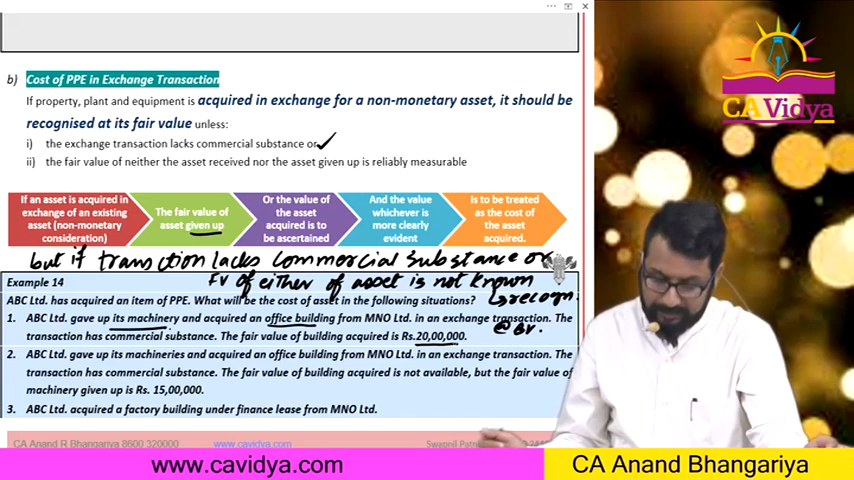 b) Cost of PPE in Exchange Transaction
If property, plant and equipment is acquired in exchange for a non-monetary asset, it should be
recognised at its fair value unless:
i) the exchange transaction lacks commercial substance or
ii) the fair value of neither the asset received nor the asset given up is reliably measurable
If an asset is acquired in exchange of an existing asset (non-monetary consideration)
The fair value of asset given up
Or the value of the asset acquired is to be ascertained
And the value whichever is more clearly evident
Is to be treated as the cost of the asset acquired.
but if transction lacks commercial substance or
FV of either of asset is not known
↳recogn.
@BV.
Example 14
ABC Ltd. has acquired an item of PPE. What will be the cost of asset in the following situations?
1. ABC Ltd. gave up its machinery and acquired an office building from MNO Ltd. in an exchange transaction. The
transaction has commercial substance. The fair value of building acquired is Rs.20,00,000.
2. ABC Ltd. gave up its machineries and acquired an office building from MNO Ltd. in an exchange transaction. The
transaction has commercial substance. The fair value of building acquired is not available, but the fair value of
machinery given up is Rs. 15,00,000.
3. ABC Ltd. acquired a factory building under finance lease from MNO Ltd.
CA Anand R Bhangariya 8600 320000
www.cavidya.com
CA Vidya
www.cavidya.com
CA Anand Bhangariya